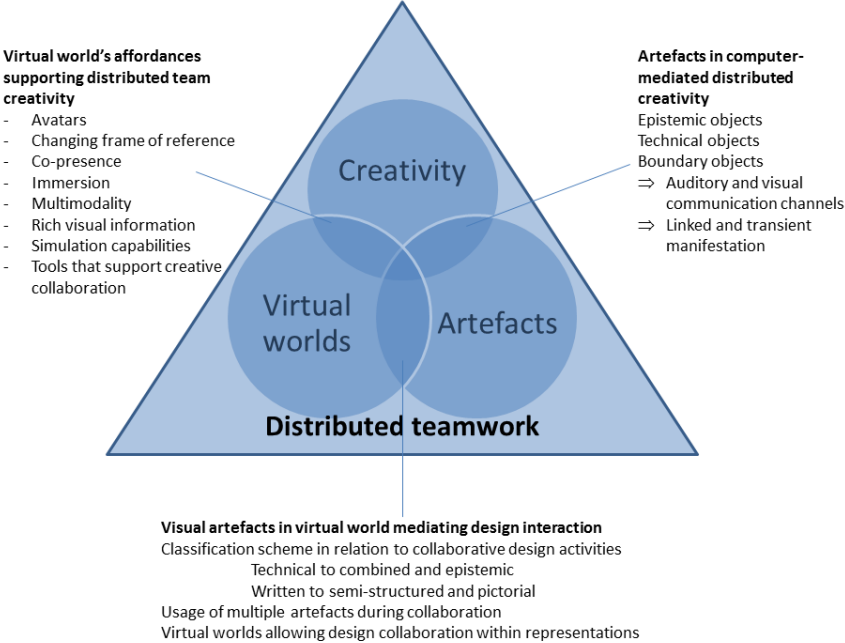 Virtual world's affordances
supporting distributed team
creativity
- Avatars
- Changing frame of reference
- Co-presence
- Immersion
- Multimodality
- Rich visual information
- Simulation capabilities
- Tools that support creative
collaboration
Artefacts in computer-
mediated distributed
creativity
Epistemic objects
Technical objects
Boundary objects
⇒ Auditory and visual
communication channels
⇒ Linked and transient
manifestation
Creativity
Virtual
worlds
Artefacts
Distributed teamwork
Visual artefacts in virtual world mediating design interaction
Classification scheme in relation to collaborative design activities
Technical to combined and epistemic
Written to semi-structured and pictorial
Usage of multiple artefacts during collaboration
Virtual worlds allowing design collaboration within representations